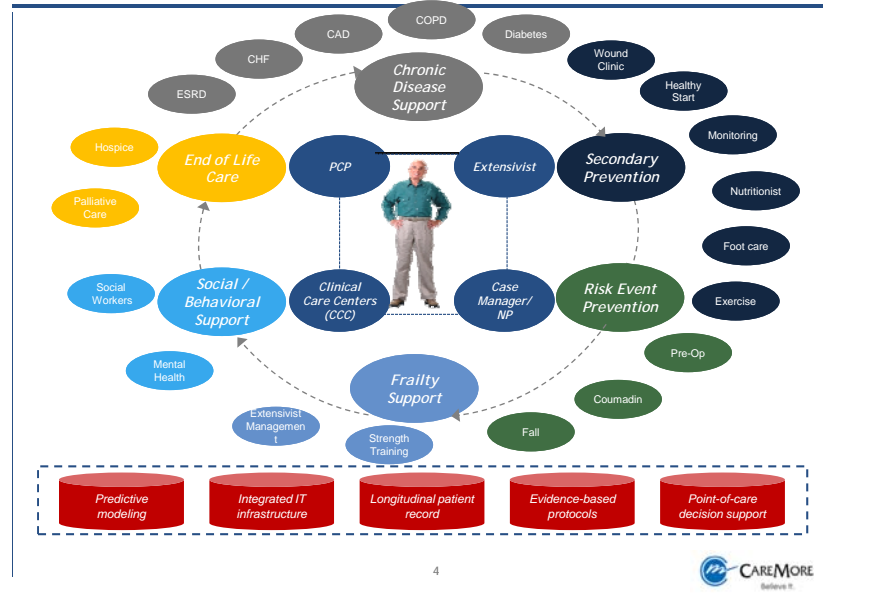 COPD
CAD
Diabetes
CHF
Wound
Clinic
ESRD
Chronic
Disease
Support
Healthy
Start
Hospice
End of Life
Care
PCP
Extensivist
Secondary
Prevention
Monitoring
Palliative
Care
Nutritionist
Foot care
Social
Workers
Social /
Behavioral
Support
Clinical
Care Centers
(CCC)
Case
Manager/
NP
Risk Event
Prevention
Exercise
Mental
Health
Frailty
Support
Pre-Op
Coumadin
Extensivist
Managemen
t
Strength
Training
Fall
Predictive
modeling
Integrated IT
infrastructure
Longitudinal patient
record
Evidence-based
protocols
Point-of-care
decision support
4
CAREMORE
Believe it.